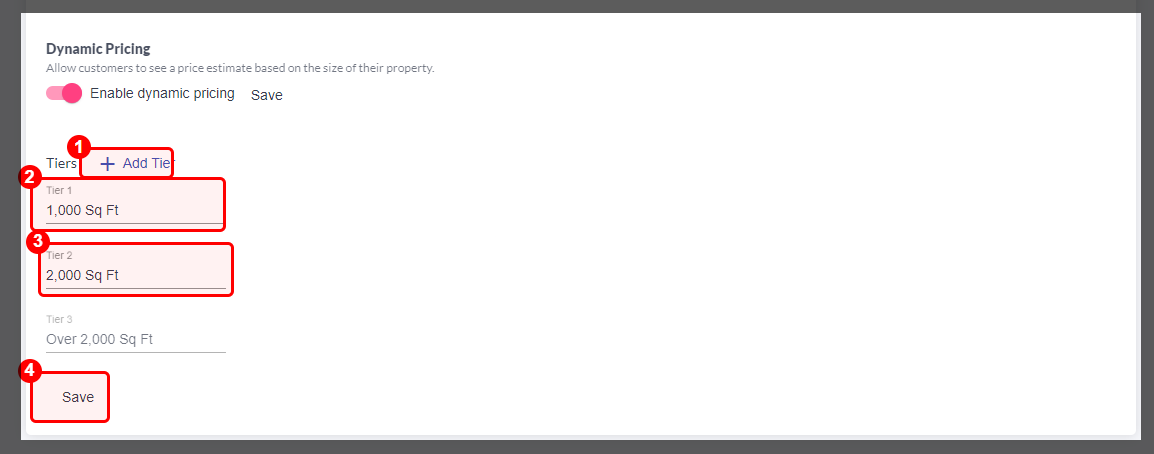 Dynamic Pricing
Allow customers to see a price estimate based on the size of their property.
Enable dynamic pricing Save
1
Tiers + Add Tier
2
Tier 1
1,000 Sq Ft
3
Tier 2
2,000 Sq Ft
Tier 3
Over 2,000 Sq Ft
4
Save